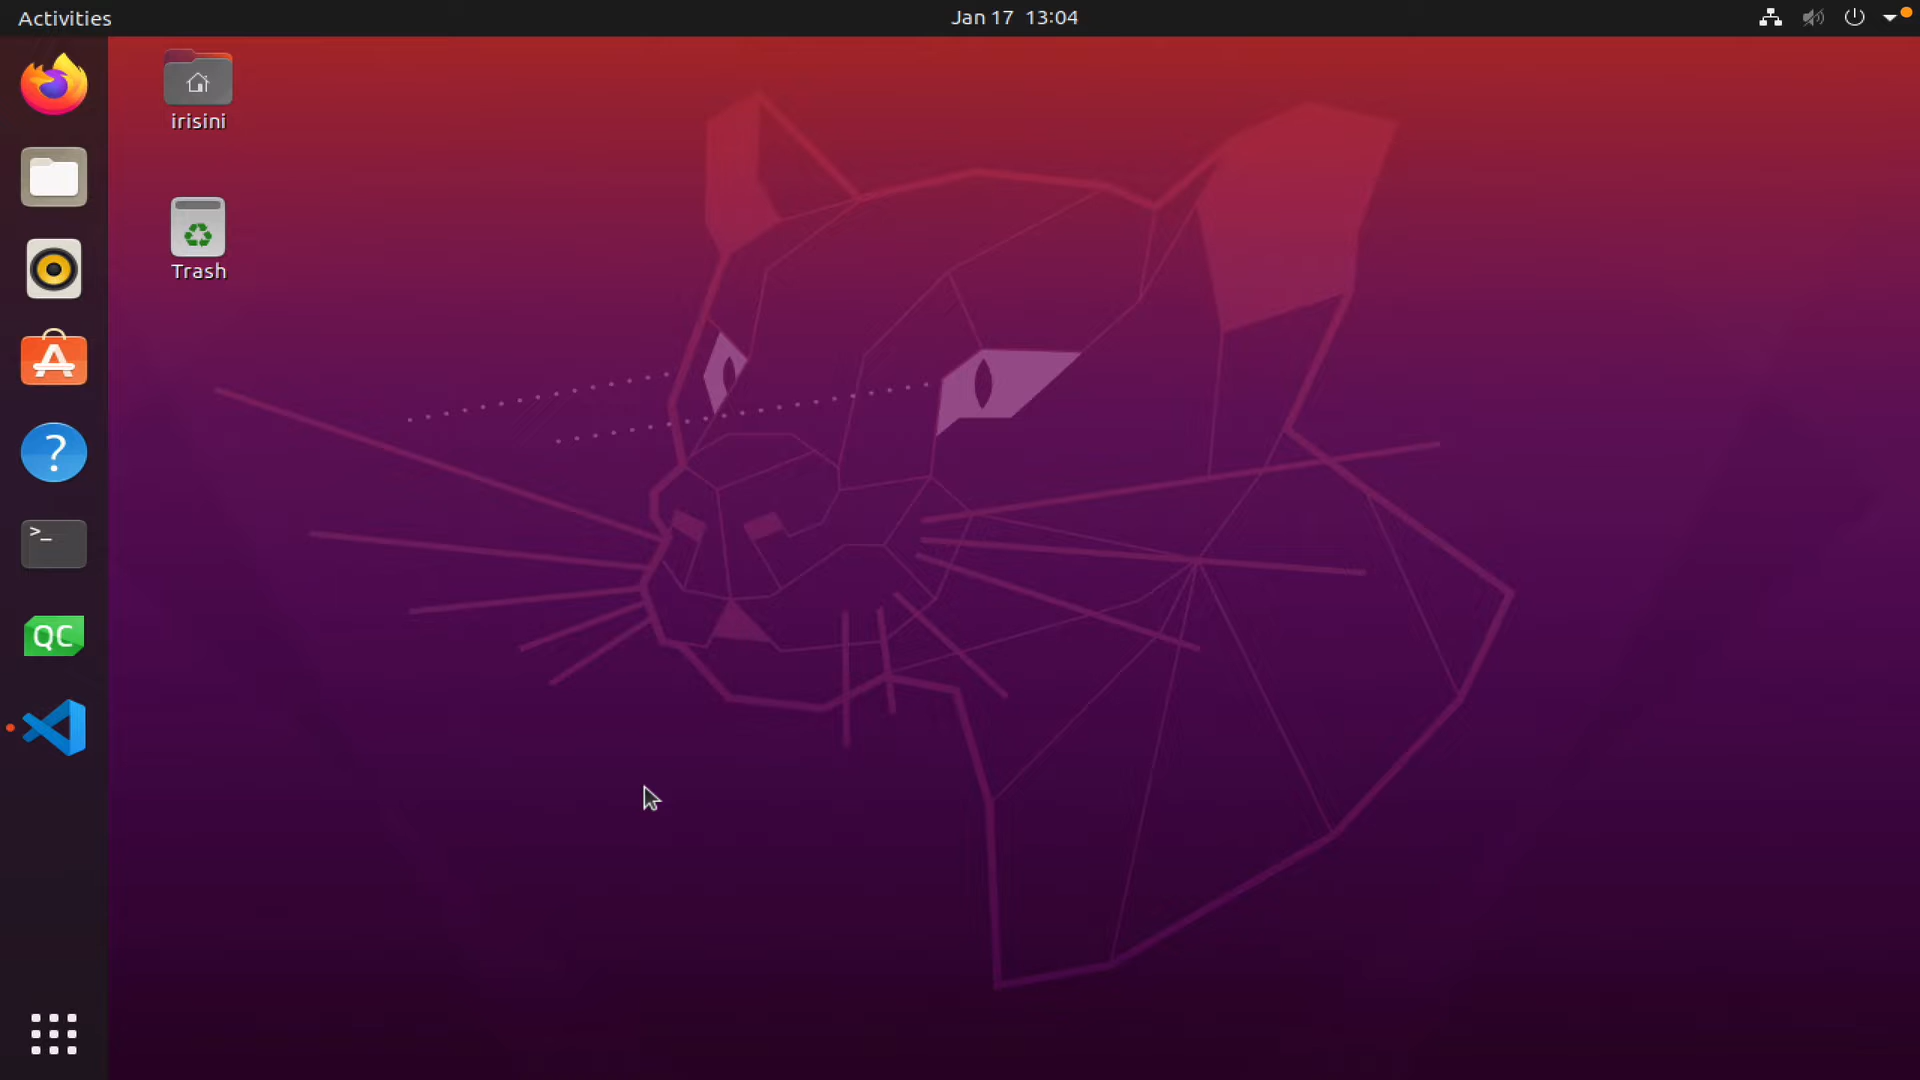 Activities
Jan 17 13:04
irisini
Trash
?
>_
QC